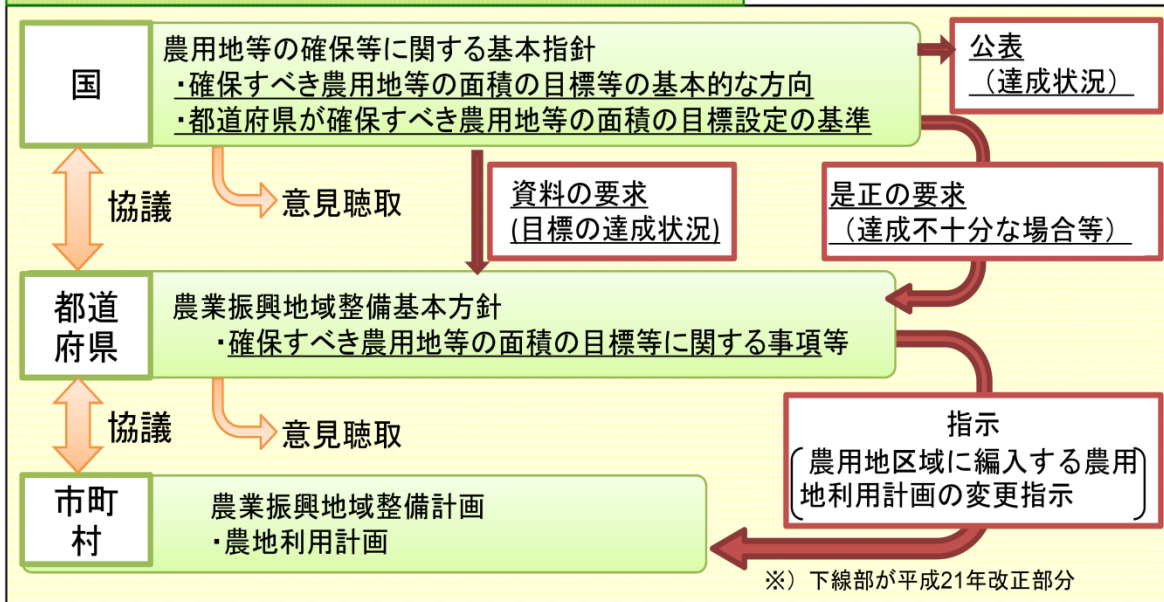 国
農用地等の確保等に関する基本指針
・確保すべき農用地等の面積の目標等の基本的な方向
・都道府県が確保すべき農用地等の面積の目標設定の基準
公表
（達成状況）
協議
意見聴取
資料の要求
(目標の達成状況)
是正の要求
（達成不十分な場合等）
都道
府県
農業振興地域整備基本方針
・確保すべき農用地等の面積の目標等に関する事項等
協議
意見聴取
指示
農用地区域に編入する農用
地利用計画の変更指示
市町
村
農業振興地域整備計画
・農地利用計画
※）下線部が平成21年改正部分